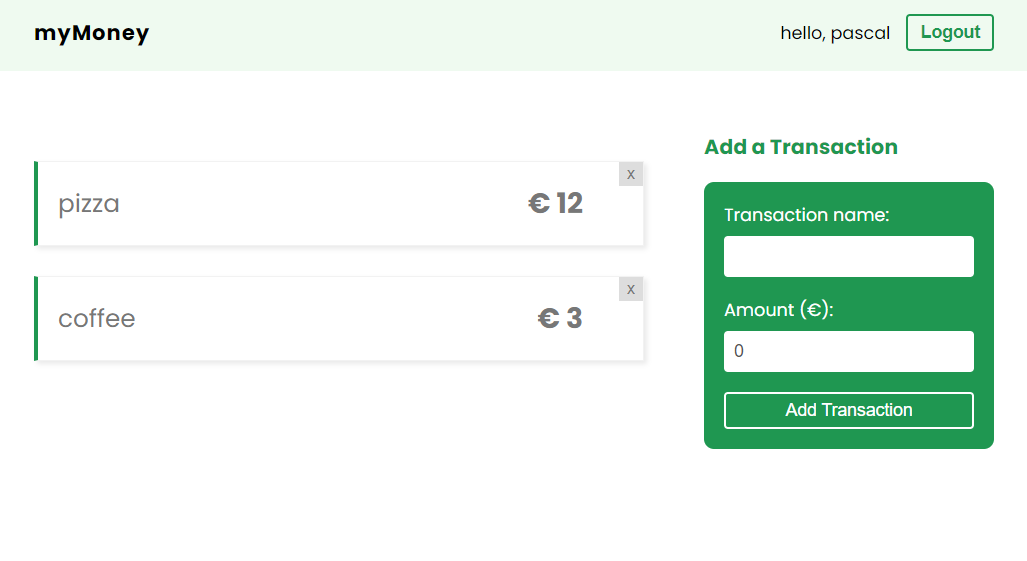 myMoney
hello, pascal
Logout
x
pizza
€ 12
x
coffee
€ 3
Add a Transaction
Transaction name:
Amount (€):
0
Add Transaction